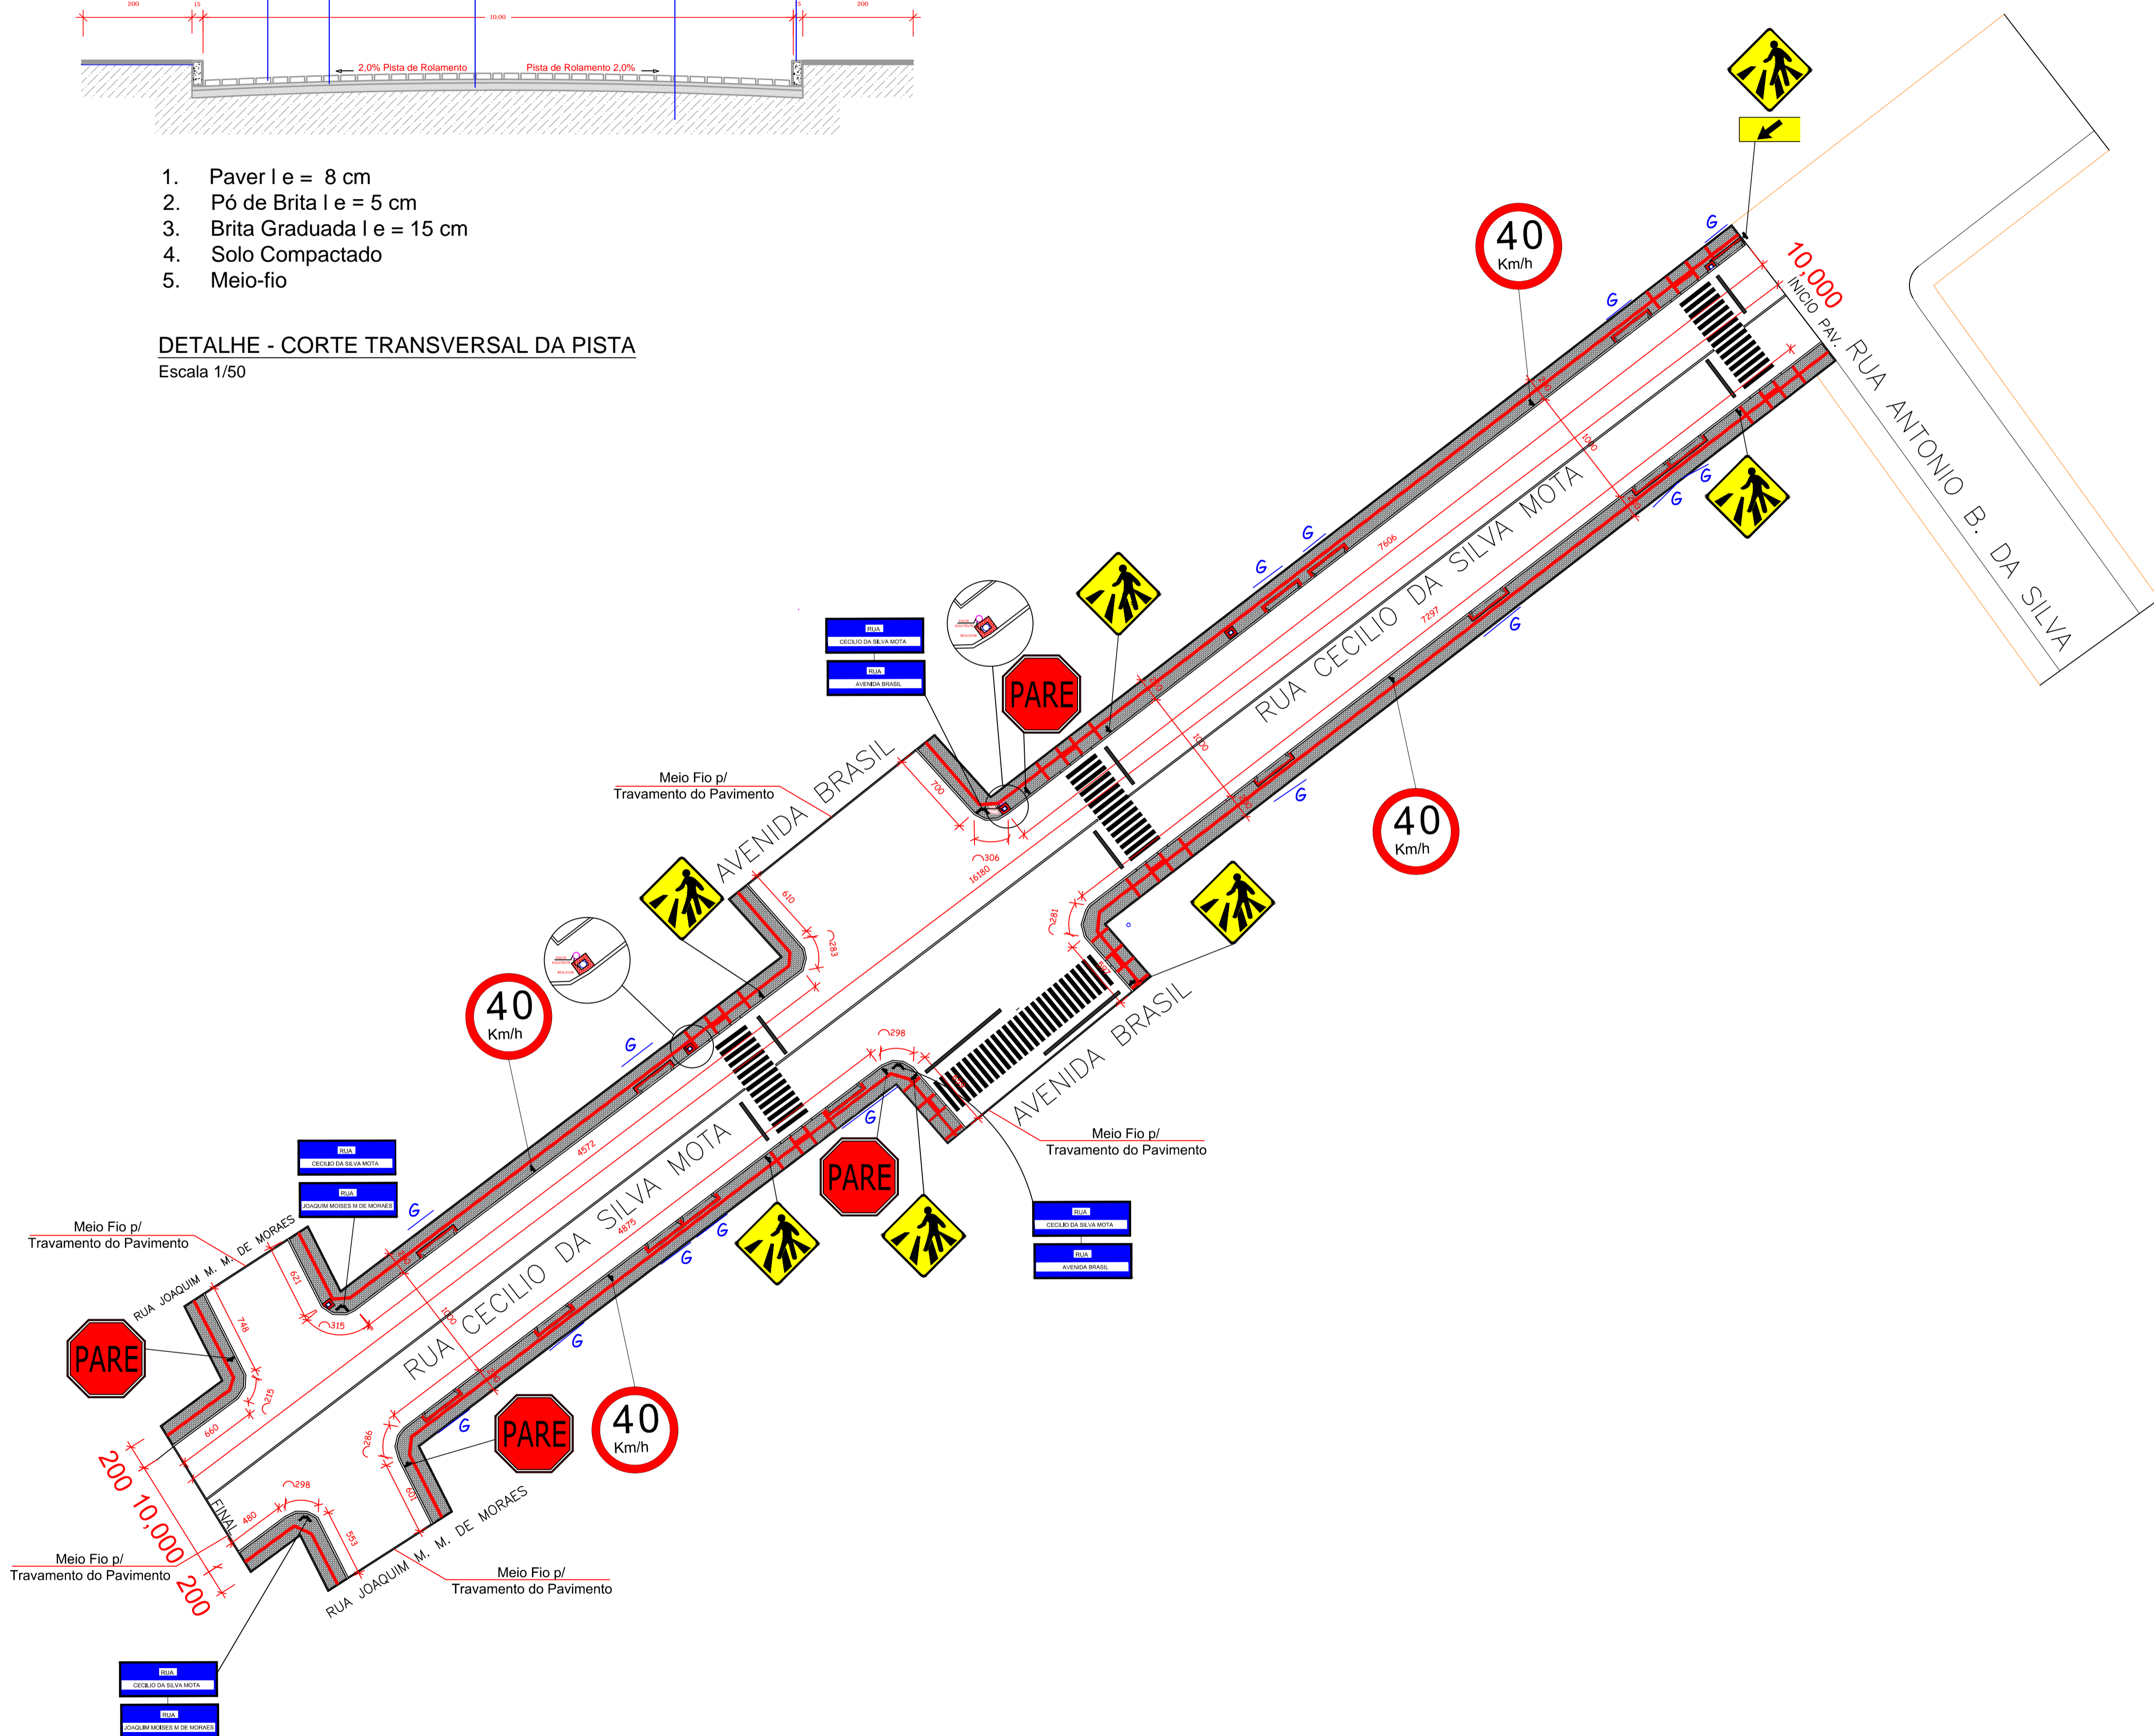 200
15
10,00
200
2,0% Pista de Rolamento
Pista de Rolamento 2,0%
1. Paver l e = 8 cm
2. Pó de Brita l e = 5 cm
3. Brita Graduada l e = 15 cm
4. Solo Compactado
5. Meio-fio
DETALHE - CORTE TRANSVERSAL DA PISTA
Escala 1/50
40
Km/h
G
G
10,000
INICIO PAV.
RUA ANTONIO B. DA SILVA
1000
G
G
G
G
7606
RUA CECILIO DA SILVA MOTA
7297
G
G
40
Km/h
RUA
CECILIO DA SILVA MOTA
RUA
AVENIDA BRASIL
PARE
1000
Meio Fio p/
Travamento do Pavimento
AVENIDA BRASIL
700
306
16180
610
283
281
597
298
AVENIDA BRASIL
Meio Fio p/
Travamento do Pavimento
40
Km/h
G
G
PARE
RUA
CECILIO DA SILVA MOTA
RUA
AVENIDA BRASIL
4572
RUA CECILIO DA SILVA MOTA
4875
G
G
G
G
G
RUA
CECILIO DA SILVA MOTA
RUA
JOAQUIM MOISES M DE MORAES
Meio Fio p/
Travamento do Pavimento
RUA JOAQUIM M. M. DE MORAES
621
315
748
215
660
1000
PARE
PARE
40
Km/h
286
601
200
10,000
200
FINAL
480
298
553
Meio Fio p/
Travamento do Pavimento
RUA JOAQUIM M. M. DE MORAES
Meio Fio p/
Travamento do Pavimento
RUA
CECILIO DA SILVA MOTA
RUA
JOAQUIM MOISES M DE MORAES